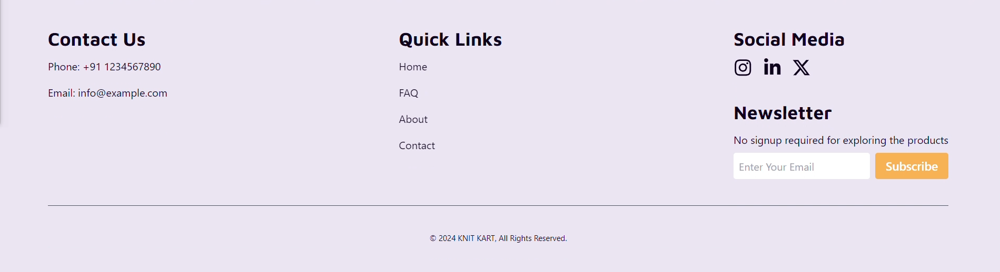 Contact Us
Phone: +91 1234567890
Email: info@example.com
Quick Links
Home
FAQ
About
Contact
Social Media
Newsletter
No signup required for exploring the products
Enter Your Email
Subscribe
© 2024 KNIT KART, All Rights Reserved.